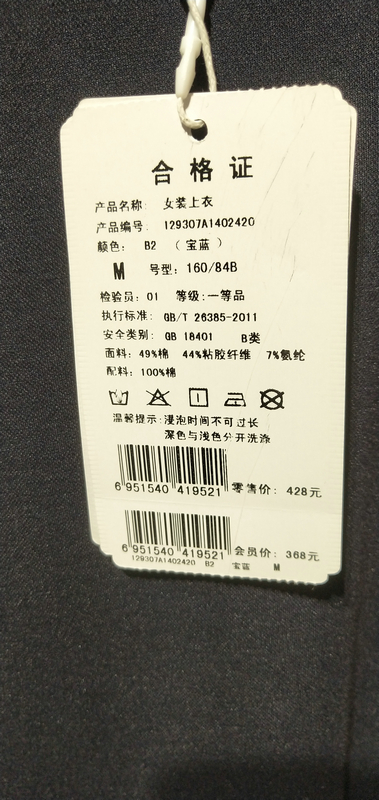 合格证
产品名称: 女装上衣
产品编号: 129307A1402420
颜色: B2 （宝蓝）
M 号型: 160/84B
检验员: 01 等级:一等品
执行标准: GB/T 26385-2011
安全类别: GB 18401 B类
面料: 49%棉 44%粘胶纤维 7%氨纶
配料: 100%棉
温馨提示:浸泡时间不可过长
深色与浅色分开洗涤
6 951540 419521 零售价: 428元
6 951540 419521 会员价: 368元
129307A1402420 B2 宝蓝 M